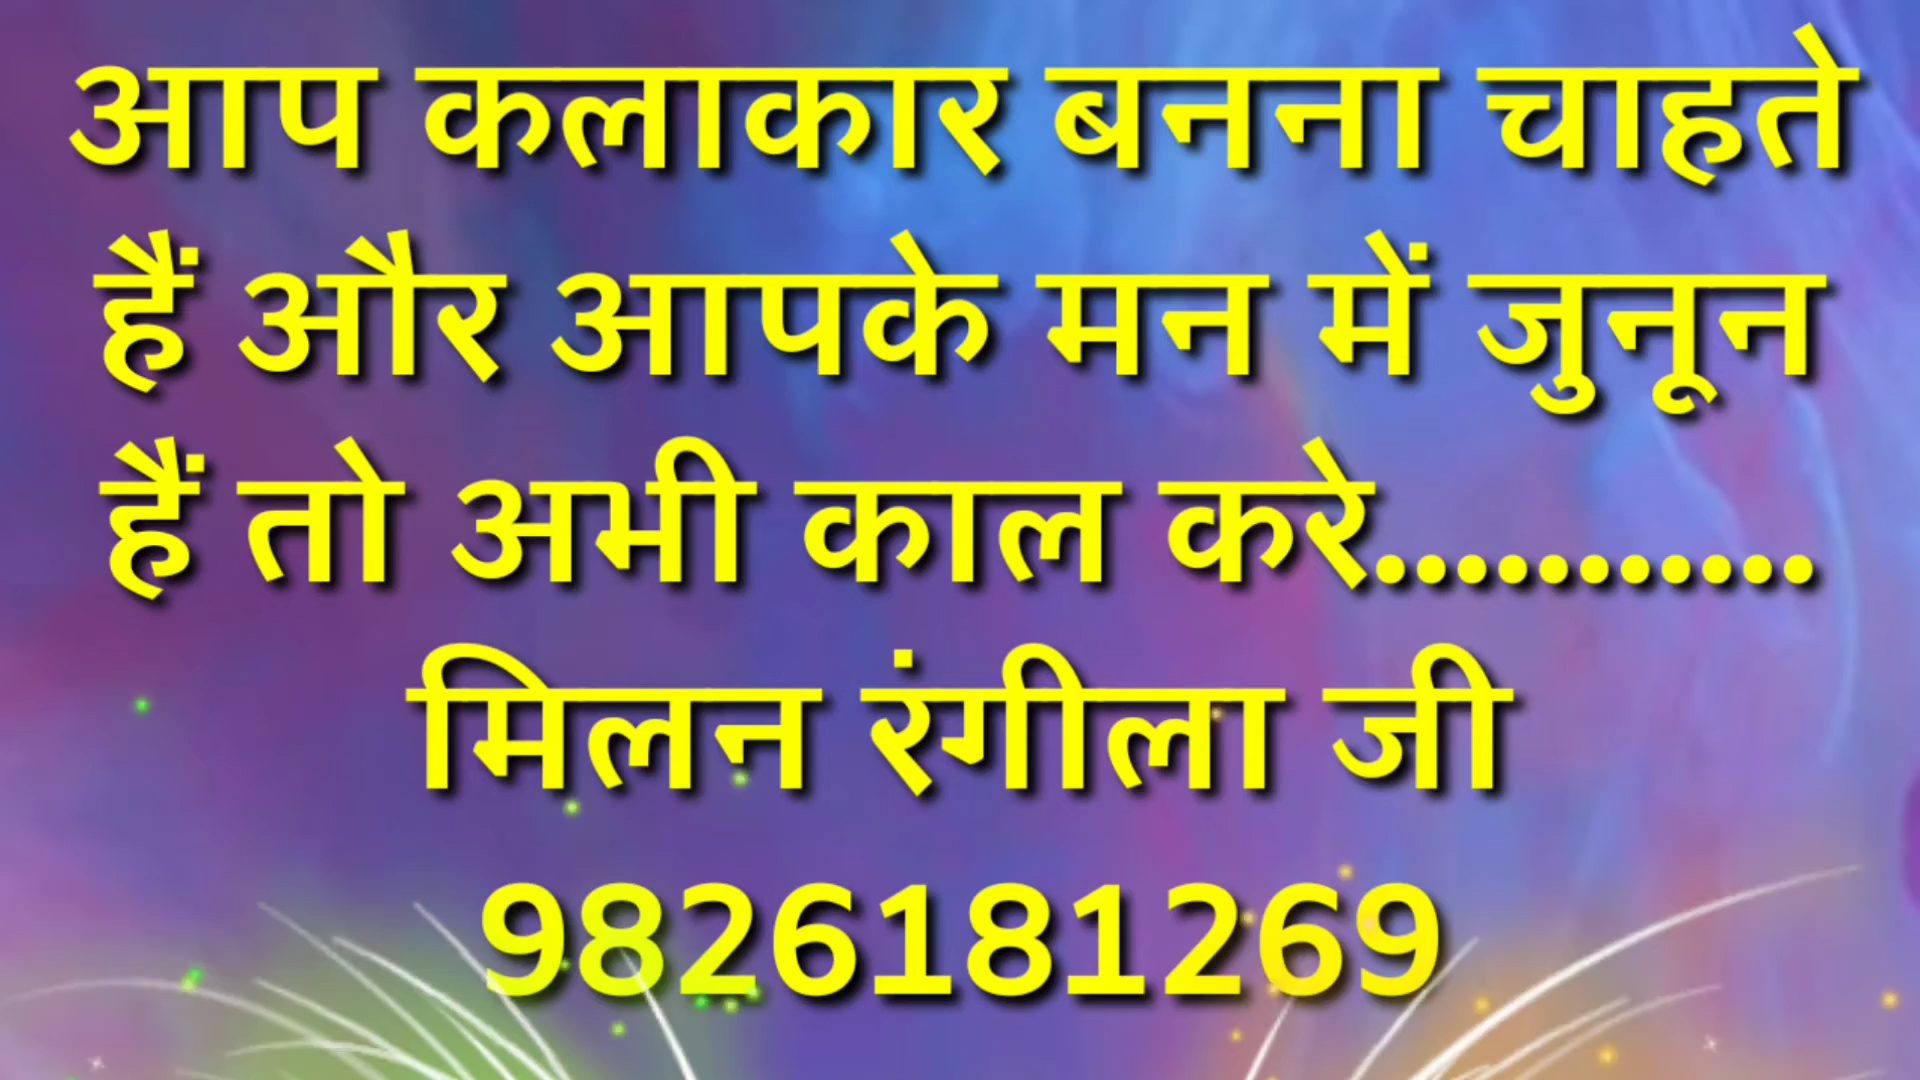 आप कलाकार बनना चाहते
हैं और आपके मन में जुनून
हैं तो अभी काल करे...........
मिलन रंगीला जी
9826181269